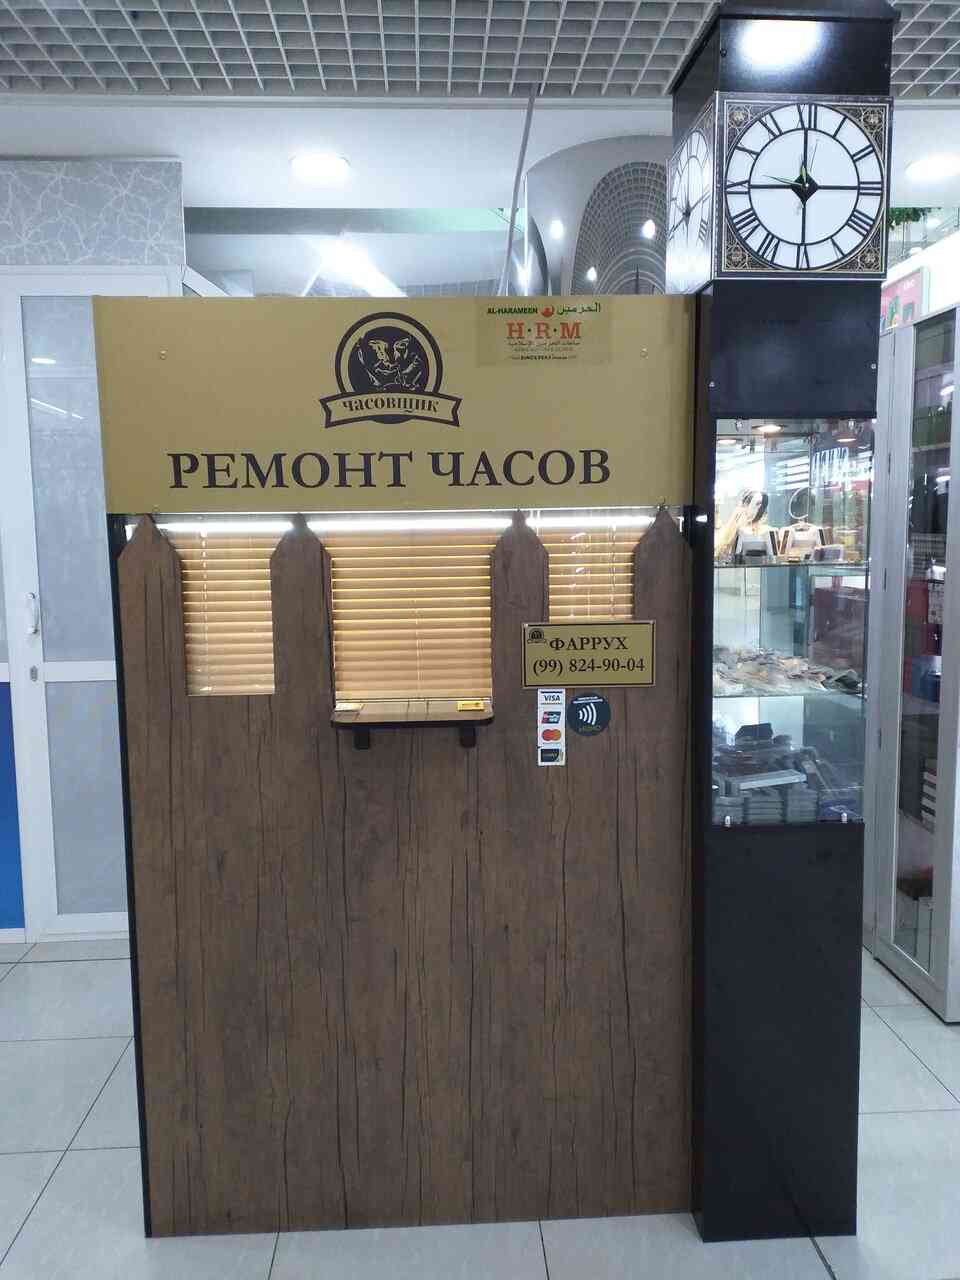 AL-HARAMEEN الحرمين
H·R·M
часовщик
РЕМОНТ ЧАСОВ
ФАРРУХ
(99) 824-90-04
VISA